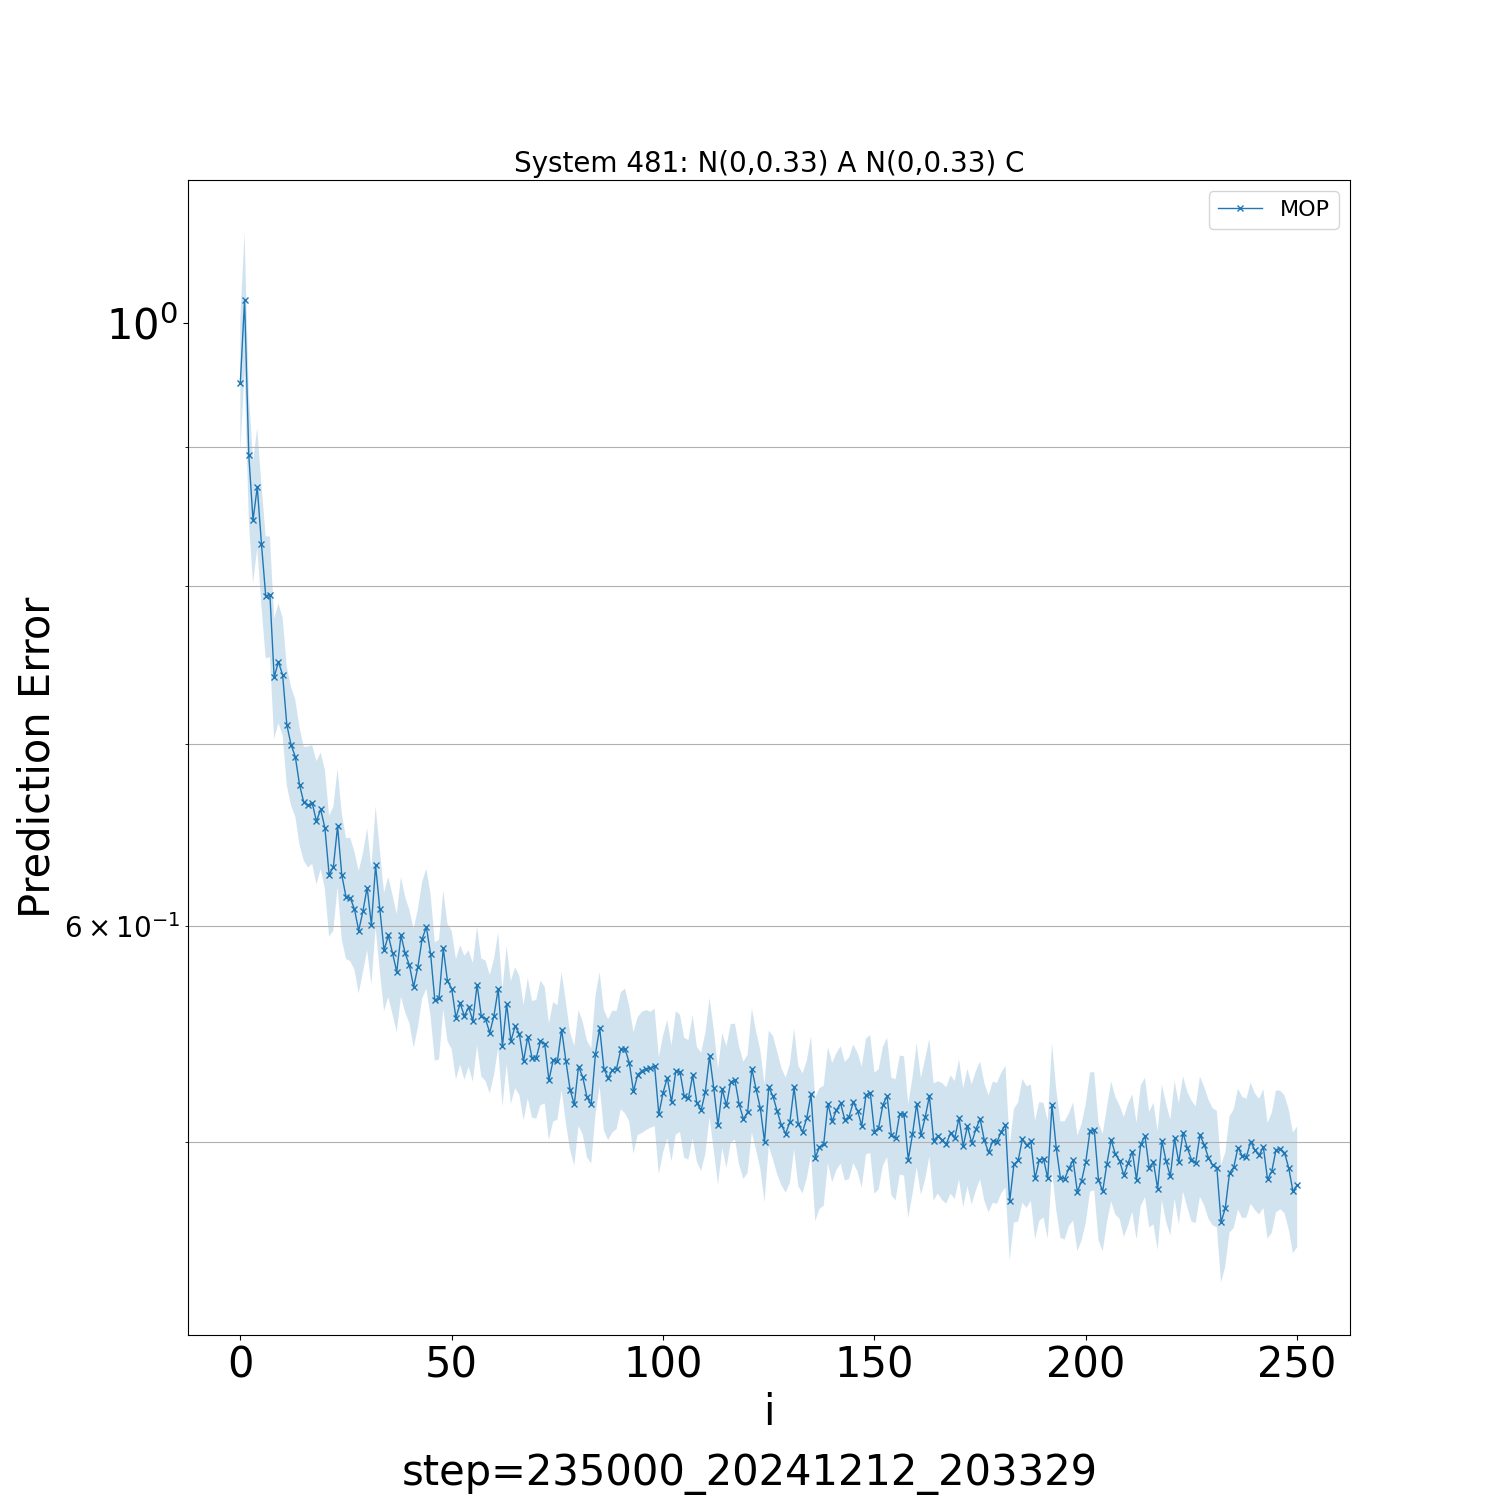 System 481: N(0,0.33) A N(0,0.33) C
MOP
10⁰
6 × 10⁻¹
Prediction Error
0 50 100 150 200 250
i
step=235000_20241212_203329